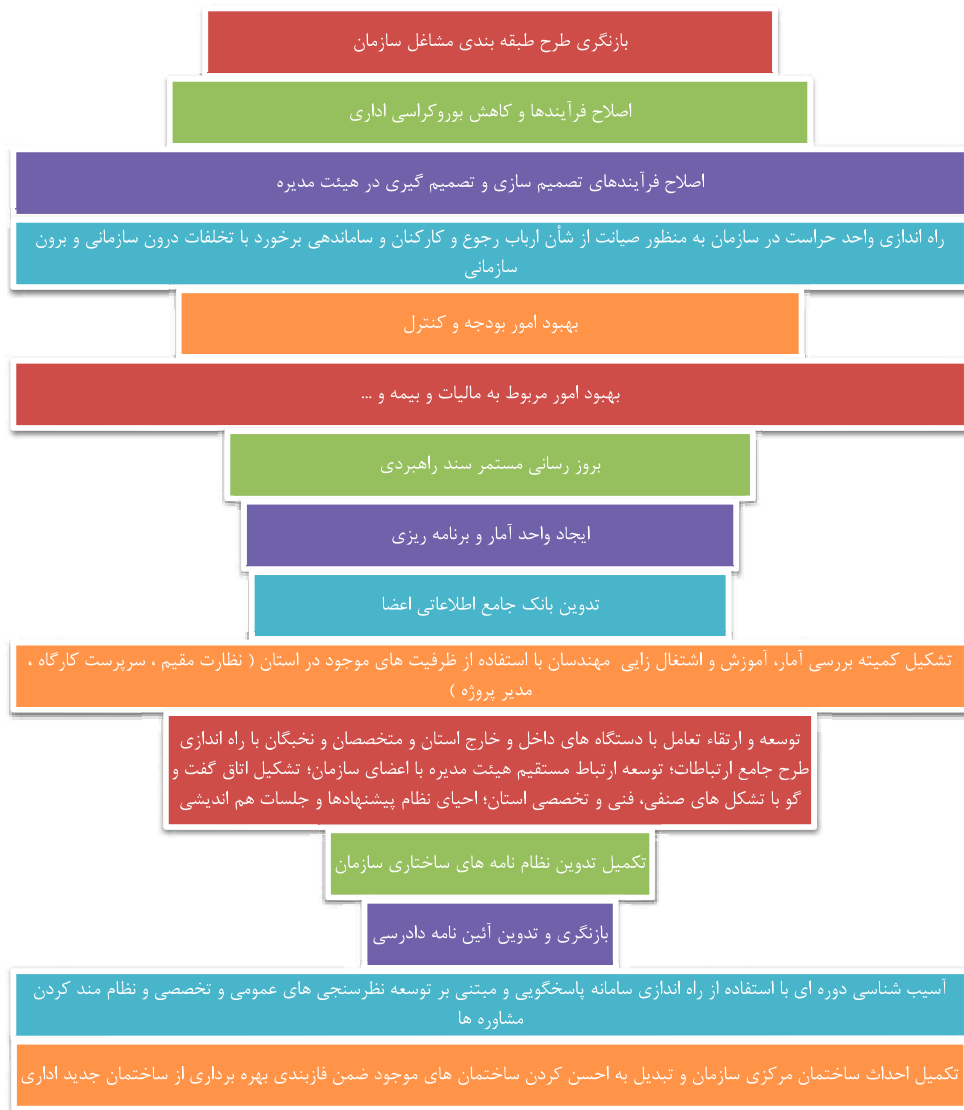 بازنگری طرح طبقه بندی مشاغل سازمان
اصلاح فرآیندها و کاهش بوروکراسی اداری
اصلاح فرآیندهای تصمیم سازی و تصمیم گیری در هیئت مدیره
راه اندازی واحد حراست در سازمان به منظور صیانت از شأن ارباب رجوع و کارکنان و ساماندهی برخورد با تخلفات درون سازمانی و برون
سازمانی
بهبود امور بودجه و کنترل
بهبود امور مربوط به مالیات و بیمه و ...
بروز رسانی مستمر سند راهبردی
ایجاد واحد آمار و برنامه ریزی
تدوین بانک جامع اطلاعاتی اعضا
تشکیل کمیته بررسی آمار، آموزش و اشتغال زایی مهندسان با استفاده از ظرفیت های موجود در استان ( نظارت مقیم ، سرپرست کارگاه ،
مدیر پروژه )
توسعه و ارتقاء تعامل با دستگاه های داخل و خارج استان و متخصصان و نخبگان با راه اندازی
طرح جامع ارتباطات؛ توسعه ارتباط مستقیم هیئت مدیره با اعضای سازمان؛ تشکیل اتاق گفت و
گو با تشکل های صنفی، فنی و تخصصی استان؛ احیای نظام پیشنهادها و جلسات هم اندیشی
تکمیل تدوین نظام نامه های ساختاری سازمان
بازنگری و تدوین آئین نامه دادرسی
آسیب شناسی دوره ای با استفاده از راه اندازی سامانه پاسخگویی و مبتنی بر توسعه نظرسنجی های عمومی و تخصصی و نظام مند کردن
مشاوره ها
تکمیل احداث ساختمان مرکزی سازمان و تبدیل به احسن کردن ساختمان های موجود ضمن فازبندی بهره برداری از ساختمان جدید اداری